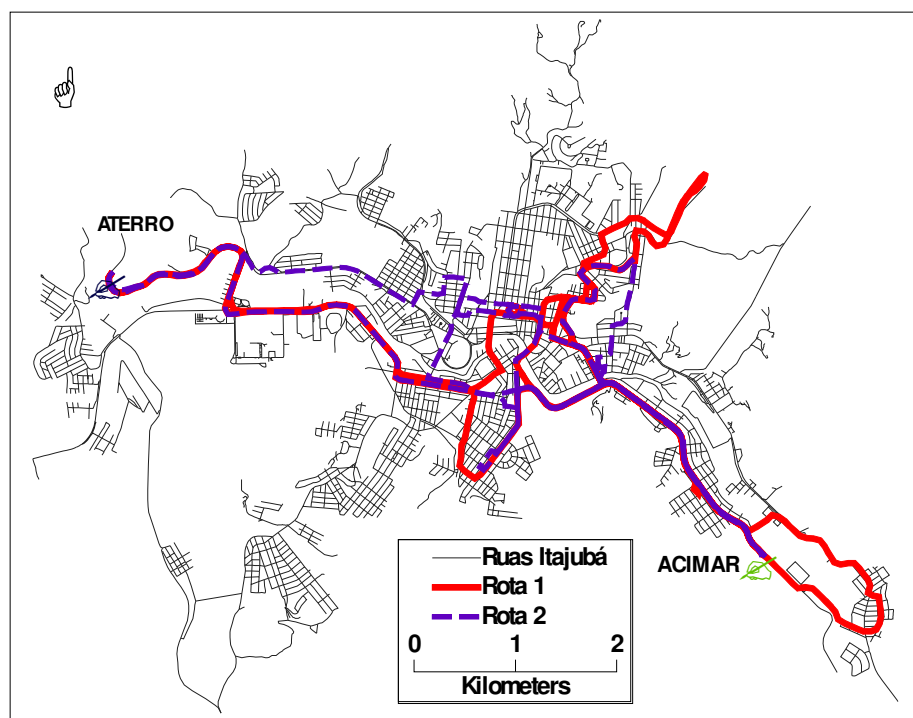 ATERRO
ACIMAR
Ruas Itajubá
Rota 1
Rota 2
0 1 2
Kilometers